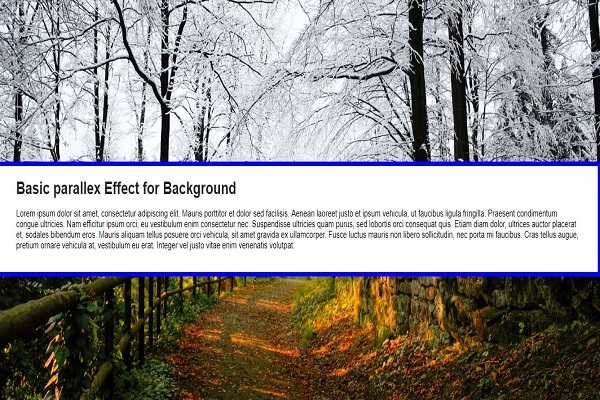 Basic parallex Effect for Background
Lorem ipsum dolor sit amet, consectetur adipiscing elit. Mauris porttitor et dolor sed facilisis. Aenean laoreet justo et ipsum vehicula, ut faucibus ligula fringilla. Praesent condimentum
congue ultricies. Nam efficitur ipsum orci, eu vestibulum enim consectetur nec. Suspendisse ultricies quam purus, sed lobortis orci consequat quis. Etiam diam dolor, ultrices auctor placerat
et, sodales bibendum eros. Mauris aliquam tellus posuere orci vehicula, sit amet gravida ex ullamcorper. Fusce luctus mauris non libero sollicitudin, nec porta mi faucibus. Cras tellus augue,
pretium ornare vehicula at, vestibulum eu erat. Integer vel justo vitae enim venenatis volutpat.